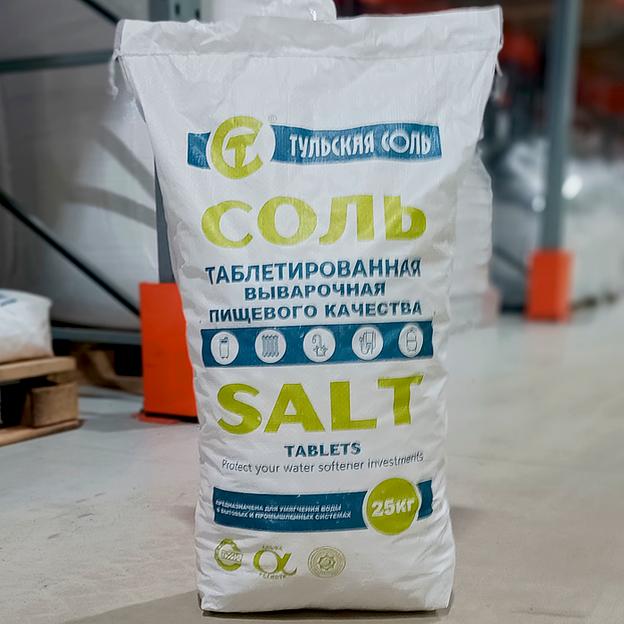 ®
ТУЛЬСКАЯ СОЛЬ
СОЛЬ
ТАБЛЕТИРОВАННАЯ
ВЫВАРОЧНАЯ
ПИЩЕВОГО КАЧЕСТВА
SALT
TABLETS
Protect your water softener investments
ПРЕДНАЗНАЧЕНА ДЛЯ УМЯГЧЕНИЯ ВОДЫ
В БЫТОВЫХ И ПРОМЫШЛЕННЫХ СИСТЕМАХ
25кг